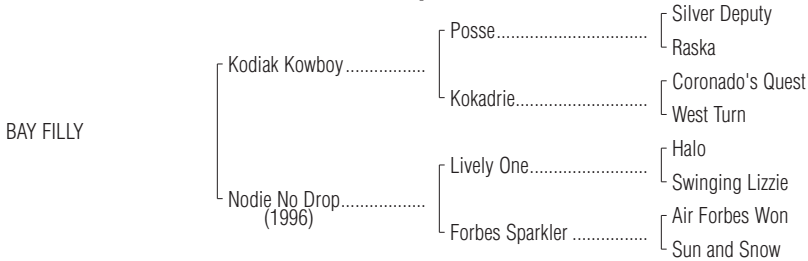 Silver Deputy
Posse................................
Raska
Kodiak Kowboy.................
Coronado's Quest
Kokadrie............................
West Turn
BAY FILLY
Halo
Lively One.........................
Swinging Lizzie
Nodie No Drop..................
(1996)
Air Forbes Won
Forbes Sparkler ................
Sun and Snow